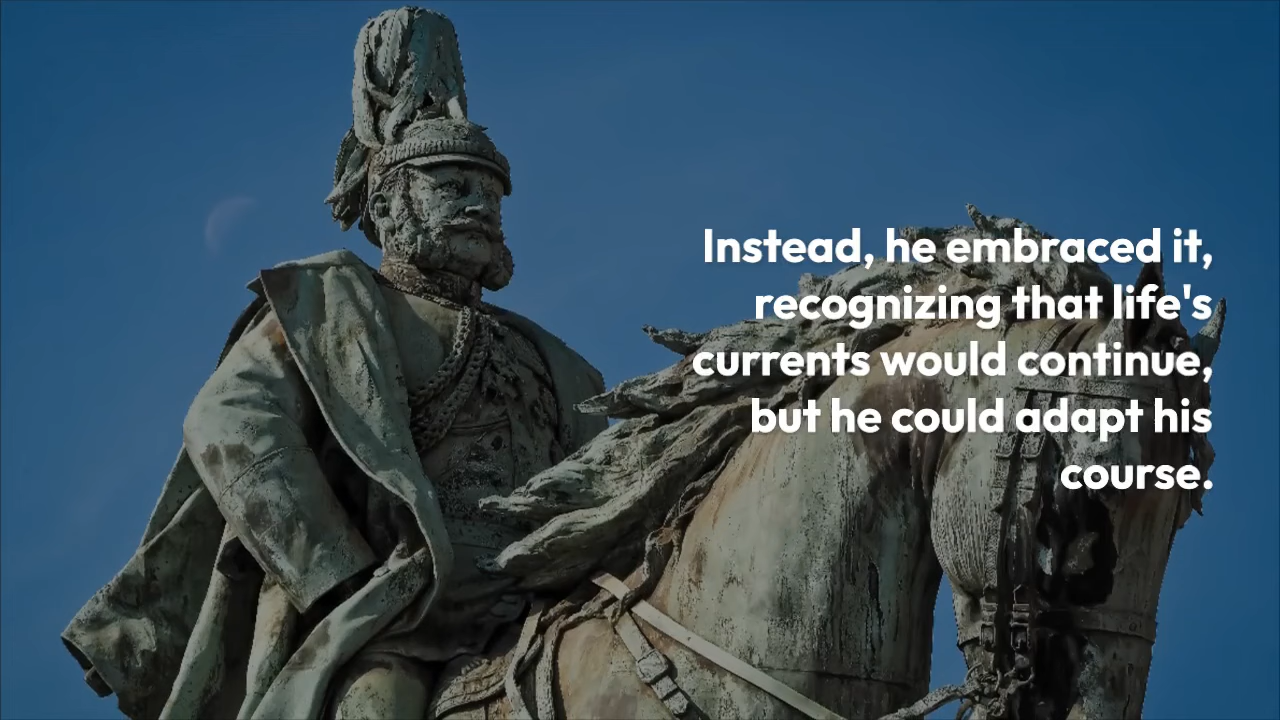 Instead, he embraced it,
recognizing that life's
currents would continue,
but he could adapt his
course.